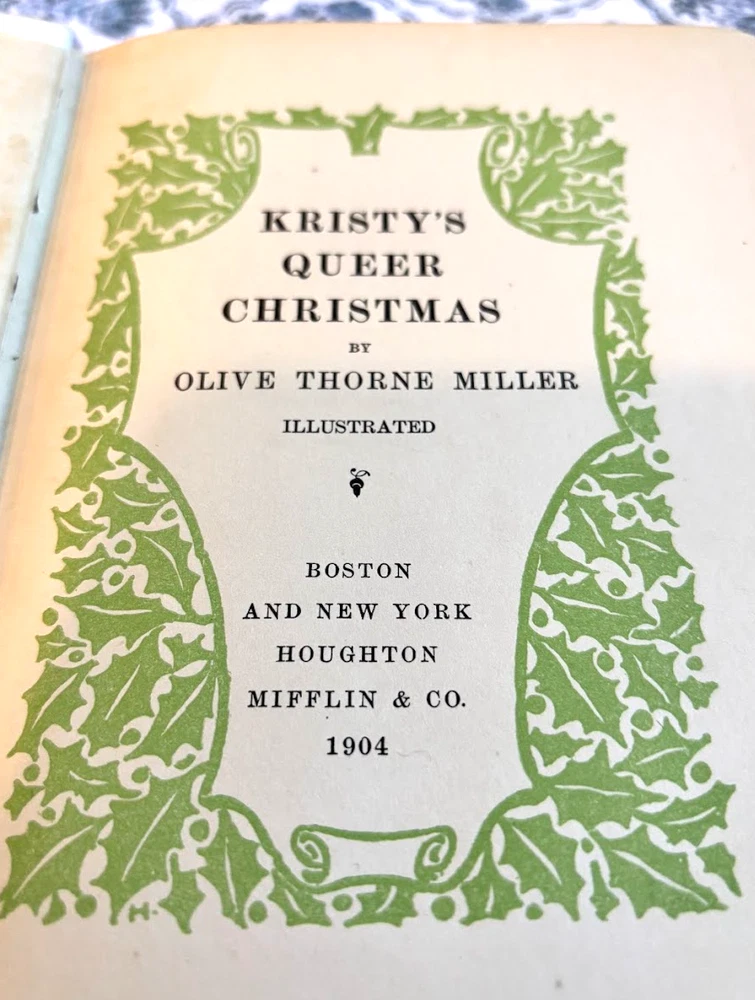 KRISTY'S
QUEER
CHRISTMAS
BY
OLIVE THORNE MILLER
ILLUSTRATED
BOSTON
AND NEW YORK
HOUGHTON
MIFFLIN & CO.
1904
·H·